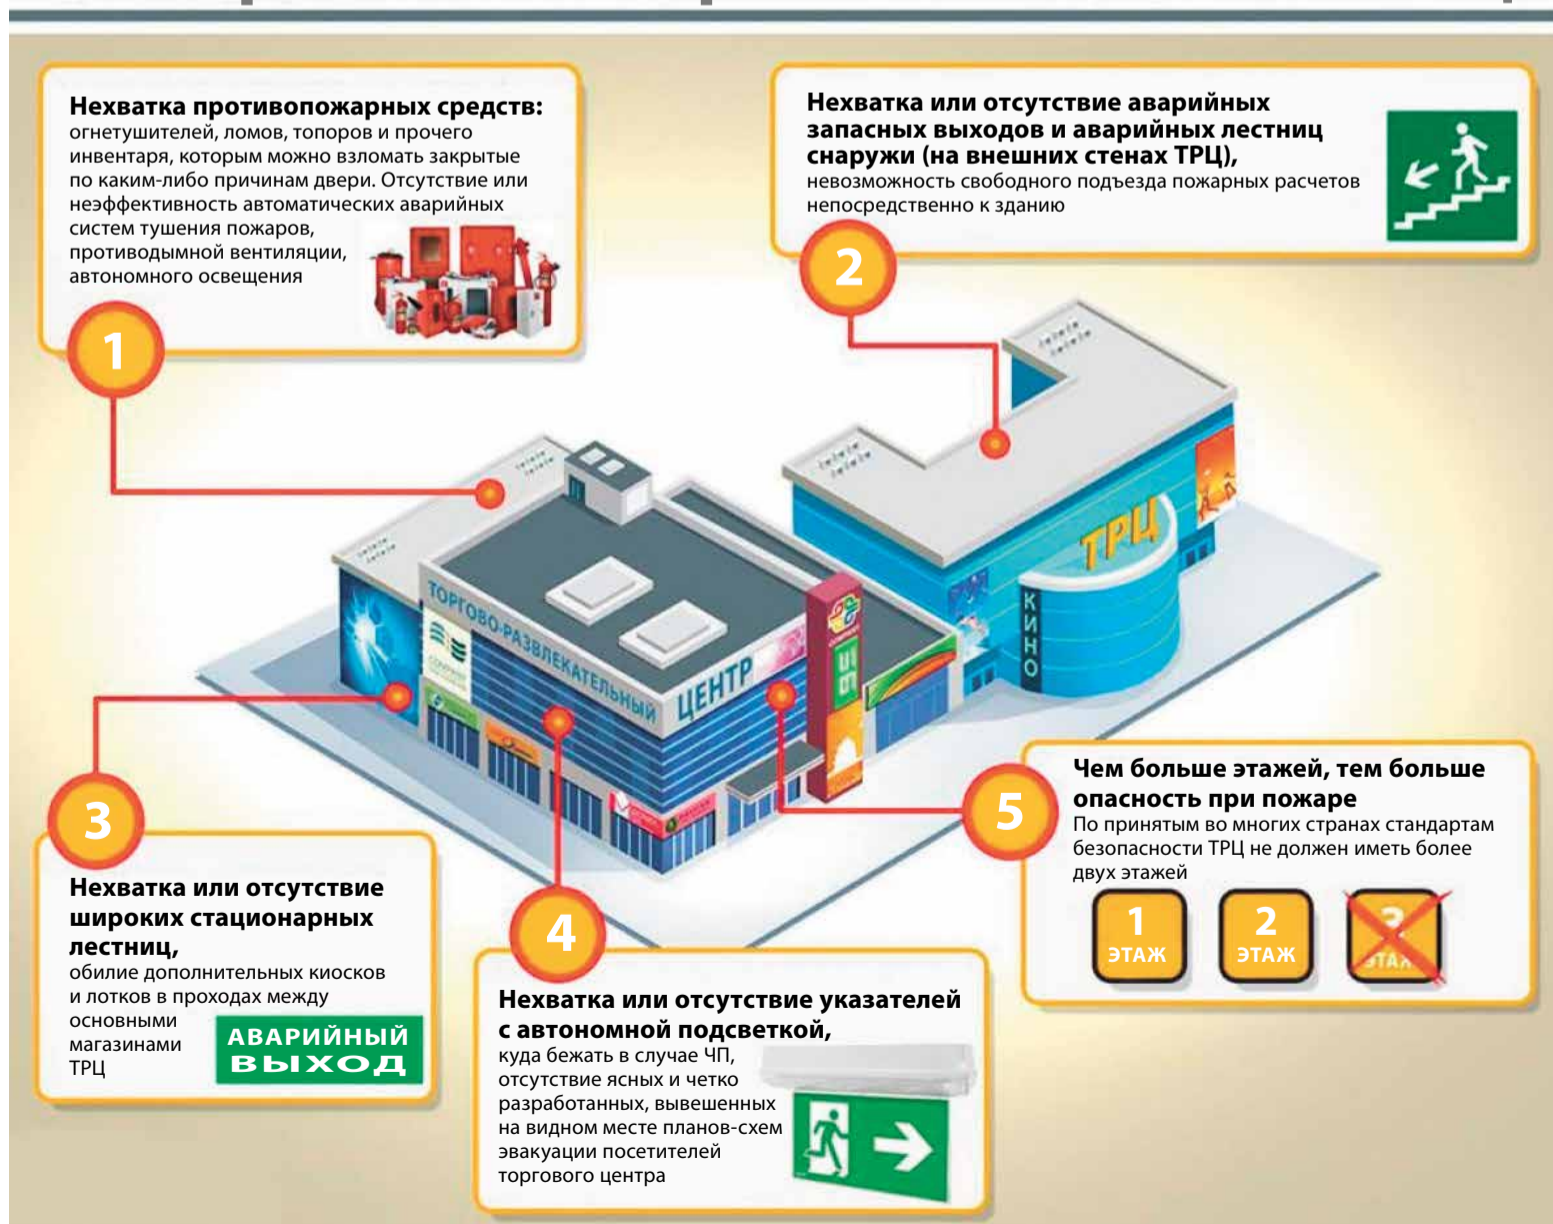 Нехватка противопожарных средств:
огнетушителей, ломов, топоров и прочего
инвентаря, которым можно взломать закрытые
по каким-либо причинам двери. Отсутствие или
неэффективность автоматических аварийных
систем тушения пожаров,
противодымной вентиляции,
автономного освещения
1
Нехватка или отсутствие аварийных
запасных выходов и аварийных лестниц
снаружи (на внешних стенах ТРЦ),
невозможность свободного подъезда пожарных расчетов
непосредственно к зданию
2
ТРЦ
КИНО
ТОРГОВО-РАЗВЛЕКАТЕЛЬНЫЙ
ЦЕНТР
3
Нехватка или отсутствие
широких стационарных
лестниц,
обилие дополнительных киосков
и лотков в проходах между
основными
магазинами
ТРЦ
АВАРИЙНЫЙ
ВЫХОД
4
Нехватка или отсутствие указателей
с автономной подсветкой,
куда бежать в случае ЧП,
отсутствие ясных и четко
разработанных, вывешенных
на видном месте планов-схем
эвакуации посетителей
торгового центра
5
Чем больше этажей, тем больше
опасность при пожаре
По принятым во многих странах стандартам
безопасности ТРЦ не должен иметь более
двух этажей
1
ЭТАЖ
2
ЭТАЖ
3
ЭТАЖ